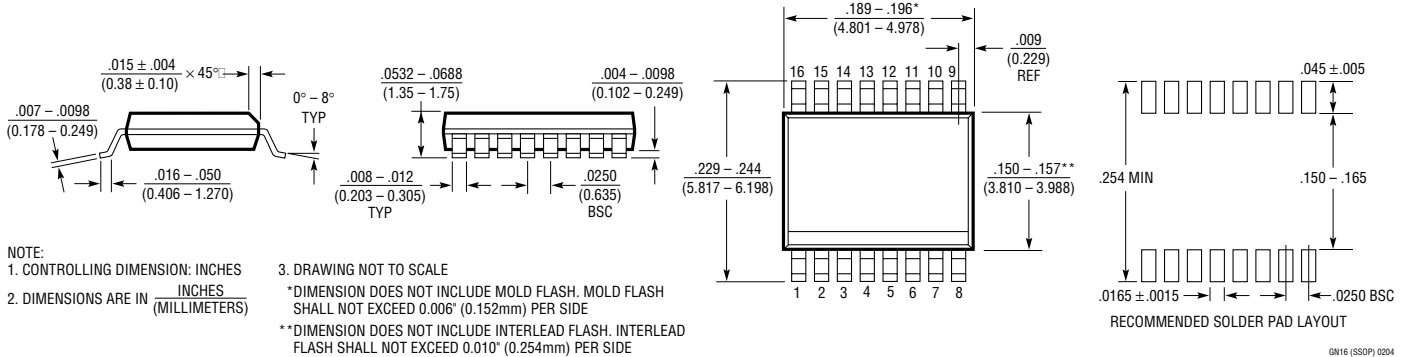 .015 ± .004
(0.38 ± 0.10)
× 45°
.007 – .0098
(0.178 – 0.249)
0° – 8°
TYP
.016 – .050
(0.406 – 1.270)
.0532 – .0688
(1.35 – 1.75)
.004 – .0098
(0.102 – 0.249)
.008 – .012
(0.203 – 0.305)
TYP
.0250
(0.635)
BSC
.189 – .196*
(4.801 – 4.978)
.009
(0.229)
REF
16 15 14 13 12 11 10 9
.229 – .244
(5.817 – 6.198)
.150 – .157**
(3.810 – 3.988)
1 2 3 4 5 6 7 8
.045 ±.005
.254 MIN
.150 – .165
.0165 ±.0015
.0250 BSC
RECOMMENDED SOLDER PAD LAYOUT
NOTE:
1. CONTROLLING DIMENSION: INCHES
2. DIMENSIONS ARE IN INCHES
(MILLIMETERS)
3. DRAWING NOT TO SCALE
*DIMENSION DOES NOT INCLUDE MOLD FLASH. MOLD FLASH
SHALL NOT EXCEED 0.006" (0.152mm) PER SIDE
**DIMENSION DOES NOT INCLUDE INTERLEAD FLASH. INTERLEAD
FLASH SHALL NOT EXCEED 0.010" (0.254mm) PER SIDE
GN16 (SSOP) 0204